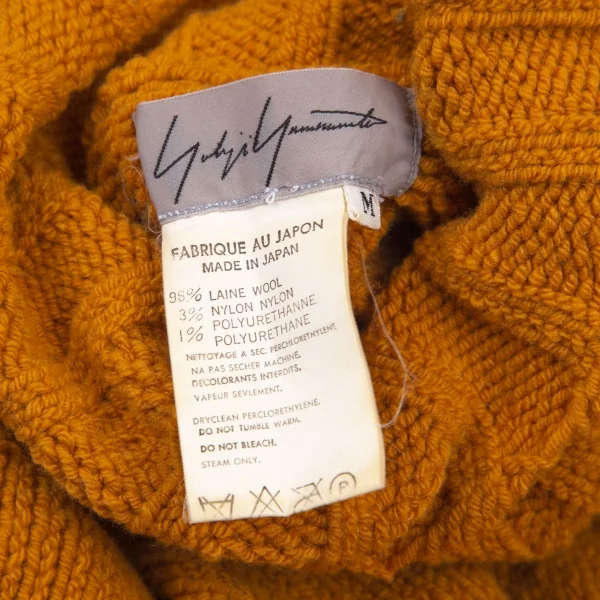 Yohji Yamamoto
M
FABRIQUE AU JAPON
MADE IN JAPAN
96% LAINE WOOL
3% NYLON NYLON
1% POLYURETHANNE
POLYURETHANE
NETTOYAGE A SEC. PERCHLORETHYLENE.
NA PAS SECHER MACHINE.
DECOLORANTS INTERDITS.
VAPEUR SEVLEMENT.
DRYCLEAN PERCLORETHYLENE.
DO NOT TUMBLE WARM.
DO NOT BLEACH.
STEAM ONLY.
P